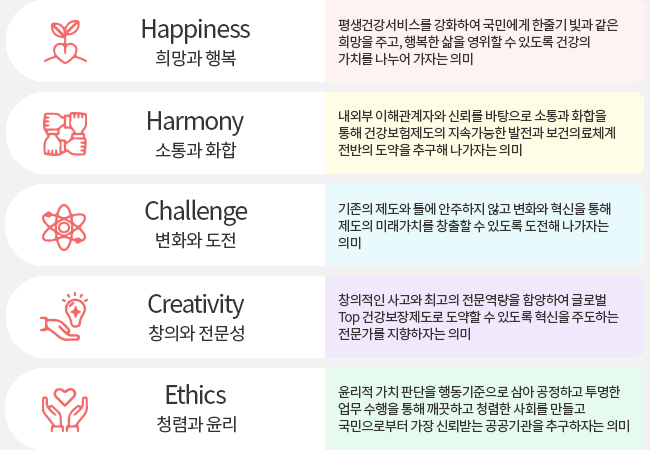 Happiness
희망과 행복
평생건강서비스를 강화하여 국민에게 한줄기 빛과 같은
희망을 주고, 행복한 삶을 영위할 수 있도록 건강의
가치를 나누어 가자는 의미
Harmony
소통과 화합
내외부 이해관계자와 신뢰를 바탕으로 소통과 화합을
통해 건강보험제도의 지속가능한 발전과 보건의료체계
전반의 도약을 추구해 나가자는 의미
Challenge
변화와 도전
기존의 제도와 틀에 안주하지 않고 변화와 혁신을 통해
제도의 미래가치를 창출할 수 있도록 도전해 나가자는
의미
Creativity
창의와 전문성
창의적인 사고와 최고의 전문역량을 함양하여 글로벌
Top 건강보장제도로 도약할 수 있도록 혁신을 주도하는
전문가를 지향하자는 의미
Ethics
청렴과 윤리
윤리적 가치 판단을 행동기준으로 삼아 공정하고 투명한
업무 수행을 통해 깨끗하고 청렴한 사회를 만들고
국민으로부터 가장 신뢰받는 공공기관을 추구하자는 의미